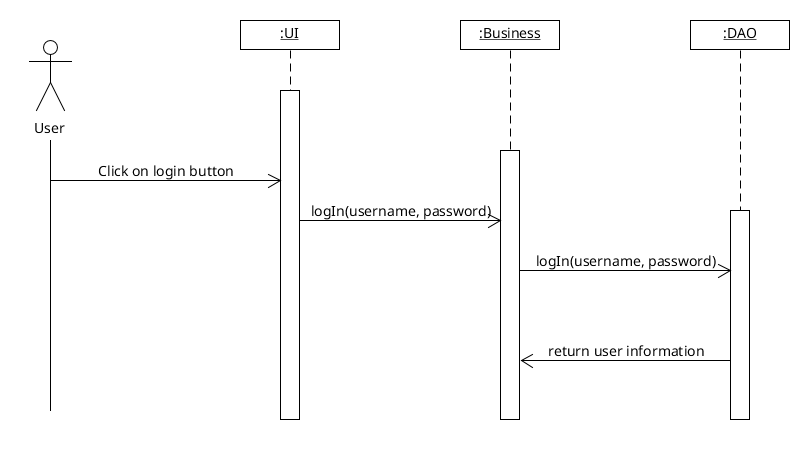 :UI
:Business
:DAO
User
Click on login button
logIn(username, password)
logIn(username, password)
return user information